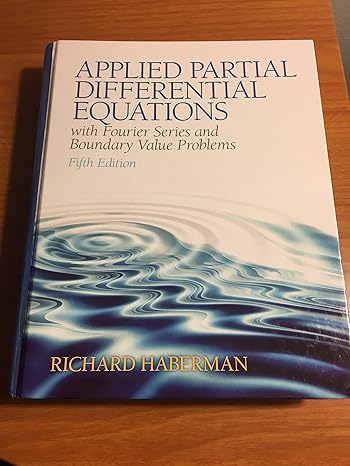 APPLIED PARTIAL
DIFFERENTIAL
EQUATIONS
with Fourier Series and
Boundary Value Problems
Fifth Edition
RICHARD HABERMAN